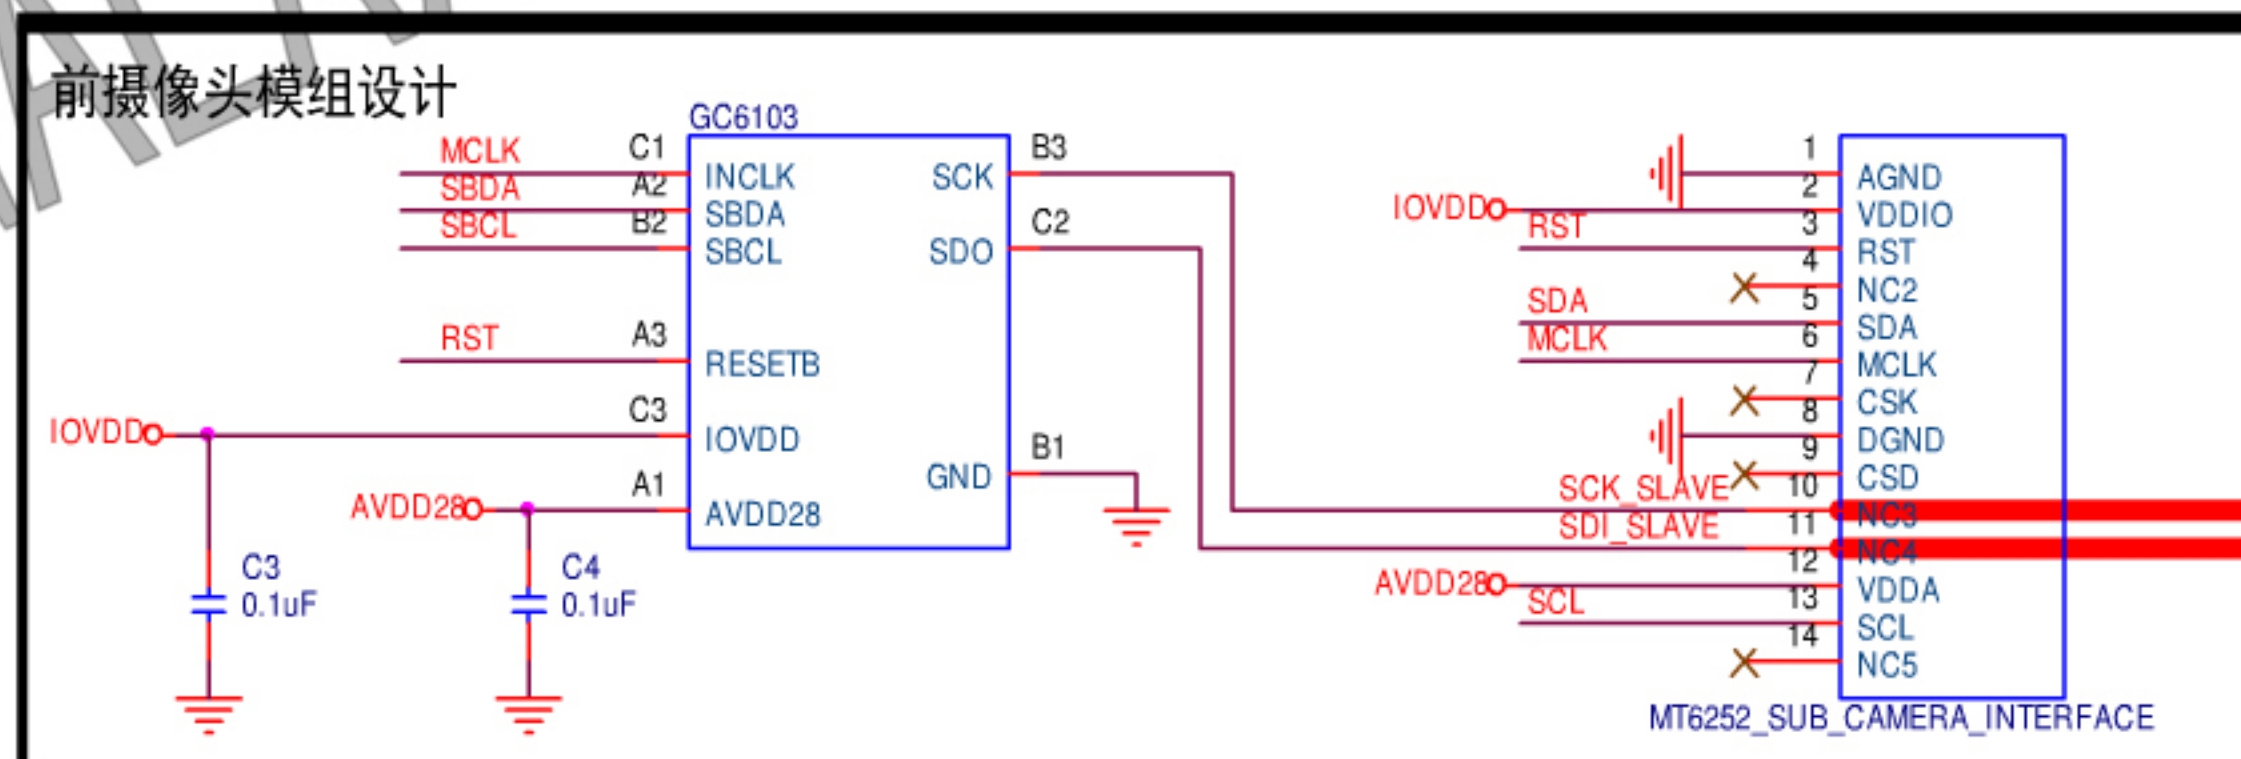 前摄像头模组设计
GC6103
MCLK C1 INCLK
SBDA A2 SBDA
SBCL B2 SBCL
RST A3 RESETB
IOVDD C3 IOVDD
AVDD28 A1 AVDD28
SCK B3
SDO C2
GND B1
C3
0.1uF
C4
0.1uF
1 AGND
IOVDD 2 VDDIO
RST 3 RST
4 NC2
SDA 5 SDA
MCLK 6 MCLK
7 CSK
8 DGND
9 CSD
SCK_SLAVE 10 NC3
SDI_SLAVE 11 NC4
AVDD28 12 VDDA
SCL 13 SCL
14 NC5
MT6252_SUB_CAMERA_INTERFACE